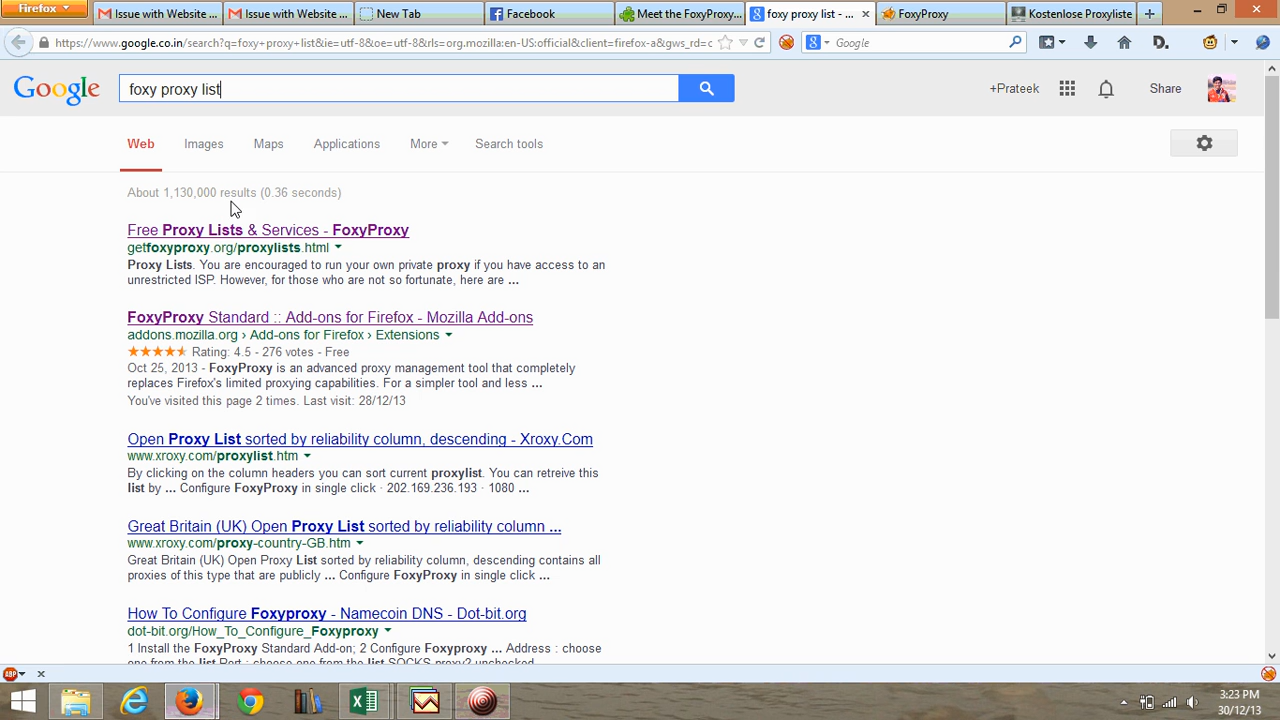 Firefox
Issue with Website ...
Issue with Website ...
New Tab
Facebook
Meet the FoxyProxy...
foxy proxy list - ...
FoxyProxy
Kostenlose Proxyliste
https://www.google.co.in/search?q=foxy+proxy+list&ie=utf-8&oe=utf-8&rls=org.mozilla:en-US:official&client=firefox-a&gws_rd=c
Google
D.
Google
foxy proxy list
+Prateek
Share
Web
Images
Maps
Applications
More
Search tools
About 1,130,000 results (0.36 seconds)
Free Proxy Lists & Services - FoxyProxy
getfoxyproxy.org/proxylists.html
Proxy Lists. You are encouraged to run your own private proxy if you have access to an
unrestricted ISP. However, for those who are not so fortunate, here are ...
FoxyProxy Standard :: Add-ons for Firefox - Mozilla Add-ons
addons.mozilla.org › Add-ons for Firefox › Extensions
Rating: 4.5 - 276 votes - Free
Oct 25, 2013 - FoxyProxy is an advanced proxy management tool that completely
replaces Firefox's limited proxying capabilities. For a simpler tool and less ...
You've visited this page 2 times. Last visit: 28/12/13
Open Proxy List sorted by reliability column, descending - Xroxy.Com
www.xroxy.com/proxylist.htm
By clicking on the column headers you can sort current proxylist. You can retreive this
list by ... Configure FoxyProxy in single click · 202.169.236.193 · 1080 ...
Great Britain (UK) Open Proxy List sorted by reliability column ...
www.xroxy.com/proxy-country-GB.htm
Great Britain (UK) Open Proxy List sorted by reliability column, descending contains all
proxies of this type that are publicly ... Configure FoxyProxy in single click ...
How To Configure Foxyproxy - Namecoin DNS - Dot-bit.org
dot-bit.org/How_To_Configure_Foxyproxy
1 Install the FoxyProxy Standard Add-on; 2 Configure Foxyproxy ... Address : choose
one from the list Port : choose one from the list SOCKS proxy? unchecked
ABP
3:23 PM
30/12/13